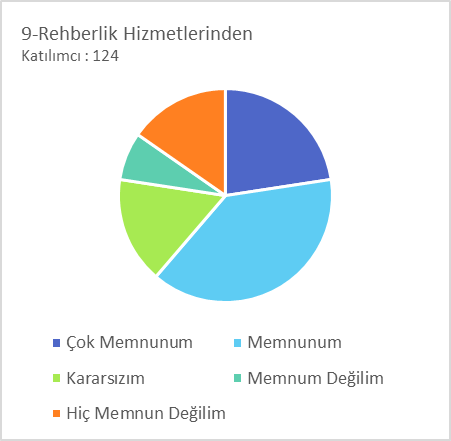 9-Rehberlik Hizmetlerinden
Katılımcı : 124
Çok Memnunum
Memnunum
Kararsızım
Memnum Değilim
Hiç Memnun Değilim